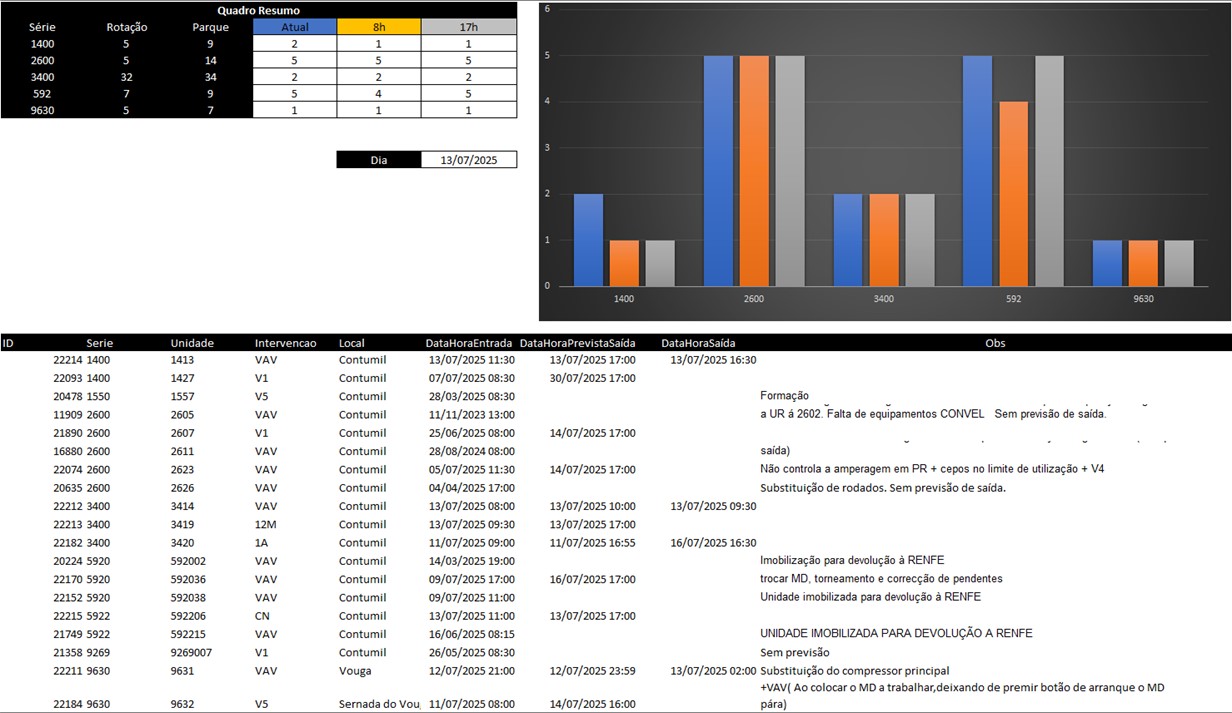 Quadro Resumo
Série Rotação Parque Atual 8h 17h
1400 5 9 2 1 1
2600 5 14 5 5 5
3400 32 34 2 2 2
592 7 9 5 4 5
9630 5 7 1 1 1
Dia 13/07/2025
6
5
4
3
2
1
0
1400 2600 3400 592 9630
ID Serie Unidade Intervencao Local DataHoraEntrada DataHoraPrevistaSaída DataHoraSaída Obs
22214 1400 1413 VAV Contumil 13/07/2025 11:30 13/07/2025 17:00 13/07/2025 16:30
22093 1400 1427 V1 Contumil 07/07/2025 08:30 30/07/2025 17:00
20478 1550 1557 V5 Contumil 28/03/2025 08:30 Formação
11909 2600 2605 VAV Contumil 11/11/2023 13:00 a UR á 2602. Falta de equipamentos CONVEL Sem previsão de saída.
21890 2600 2607 V1 Contumil 25/06/2025 08:00 14/07/2025 17:00
16880 2600 2611 VAV Contumil 28/08/2024 08:00 saída)
22074 2600 2623 VAV Contumil 05/07/2025 11:30 14/07/2025 17:00 Não controla a amperagem em PR + cepos no limite de utilização + V4
20635 2600 2626 VAV Contumil 04/04/2025 17:00 Substituição de rodados. Sem previsão de saída.
22212 3400 3414 VAV Contumil 13/07/2025 08:00 13/07/2025 10:00 13/07/2025 09:30
22213 3400 3419 12M Contumil 13/07/2025 09:30 13/07/2025 17:00
22182 3400 3420 1A Contumil 11/07/2025 09:00 11/07/2025 16:55 16/07/2025 16:30
20224 5920 592002 VAV Contumil 14/03/2025 19:00 Imobilização para devolução à RENFE
22170 5920 592036 VAV Contumil 09/07/2025 17:00 16/07/2025 17:00 trocar MD, torneamento e correcção de pendentes
22152 5920 592038 VAV Contumil 09/07/2025 11:00 Unidade imobilizada para devolução à RENFE
22215 5922 592206 CN Contumil 13/07/2025 11:00 13/07/2025 17:00
21749 5922 592215 VAV Contumil 16/06/2025 08:15 UNIDADE IMOBILIZADA PARA DEVOLUÇÃO A RENFE
21358 9269 9269007 V1 Contumil 26/05/2025 08:30 Sem previsão
22211 9630 9631 VAV Vouga 12/07/2025 21:00 12/07/2025 23:59 13/07/2025 02:00 Substituição do compressor principal
+VAV( Ao colocar o MD a trabalhar,deixando de premir botão de arranque o MD
22184 9630 9632 V5 Sernada do Vou 11/07/2025 08:00 14/07/2025 16:00 pára)